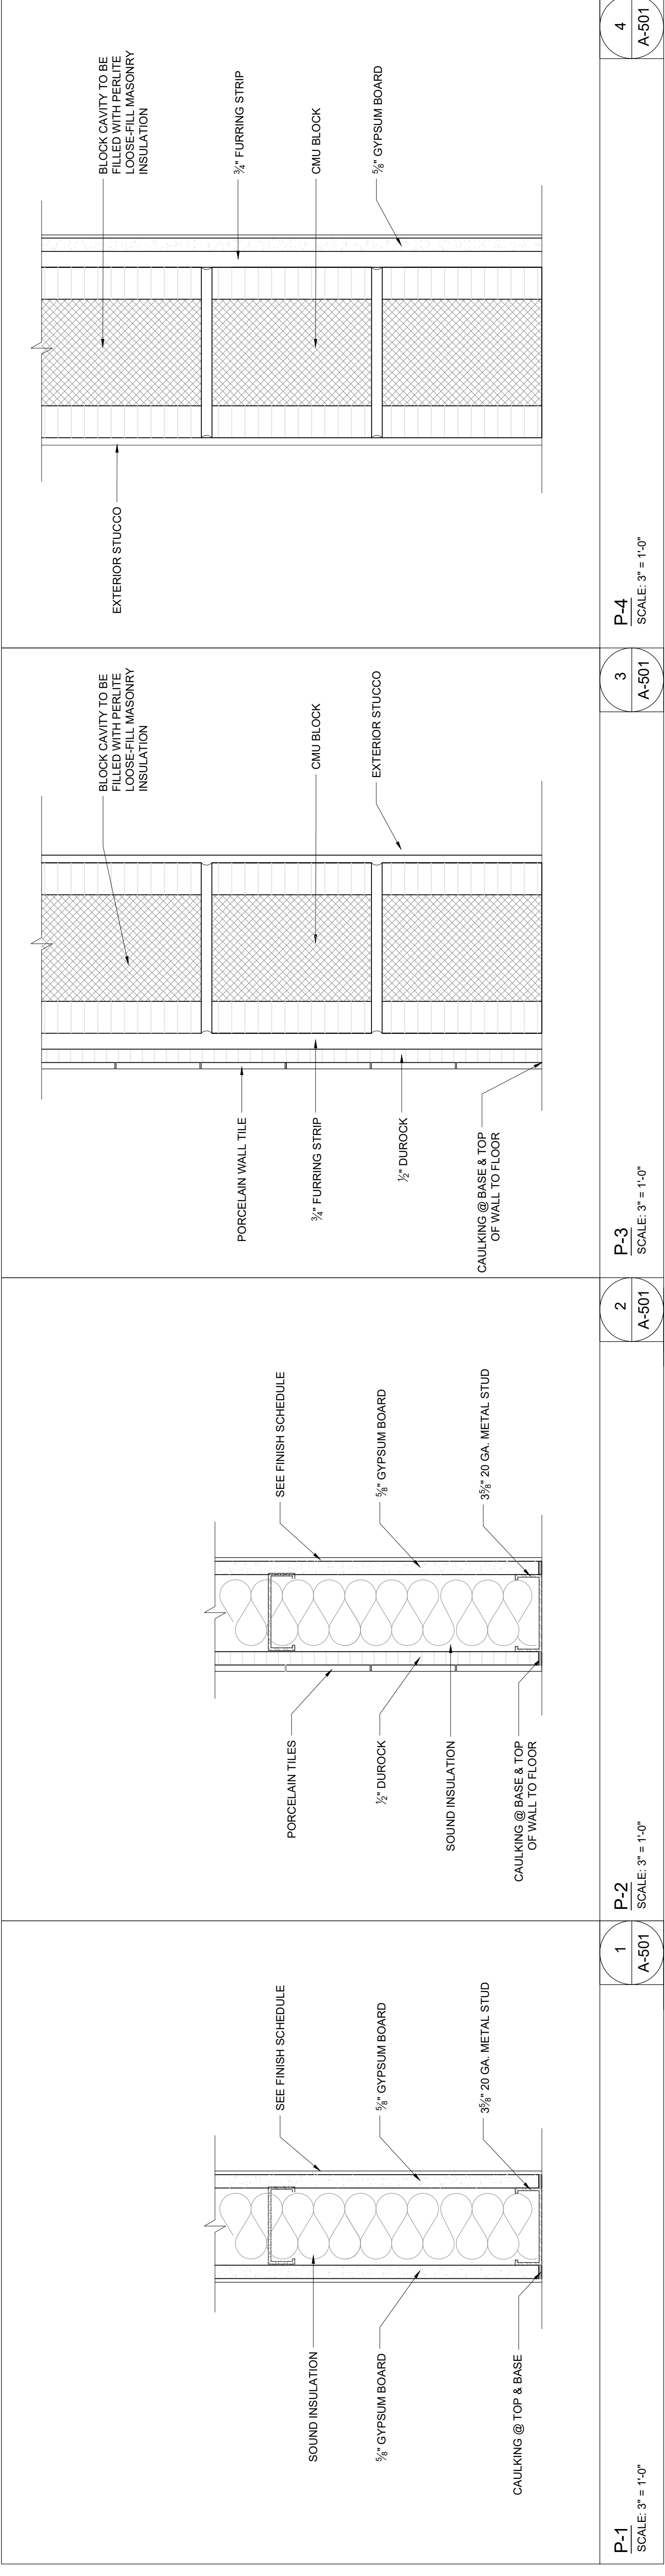 SOUND INSULATION
⅝" GYPSUM BOARD
CAULKING @ TOP & BASE
SEE FINISH SCHEDULE
⅝" GYPSUM BOARD
3⅝" 20 GA. METAL STUD
P-1
SCALE: 3" = 1'-0"
1
A-501
PORCELAIN TILES
½" DUROCK
SOUND INSULATION
CAULKING @ BASE & TOP
OF WALL TO FLOOR
SEE FINISH SCHEDULE
⅝" GYPSUM BOARD
3⅝" 20 GA. METAL STUD
P-2
SCALE: 3" = 1'-0"
2
A-501
PORCELAIN WALL TILE
¾" FURRING STRIP
½" DUROCK
CAULKING @ BASE & TOP
OF WALL TO FLOOR
BLOCK CAVITY TO BE
FILLED WITH PERLITE
LOOSE-FILL MASONRY
INSULATION
CMU BLOCK
EXTERIOR STUCCO
P-3
SCALE: 3" = 1'-0"
3
A-501
EXTERIOR STUCCO
BLOCK CAVITY TO BE
FILLED WITH PERLITE
LOOSE-FILL MASONRY
INSULATION
¾" FURRING STRIP
CMU BLOCK
⅝" GYPSUM BOARD
P-4
SCALE: 3" = 1'-0"
4
A-501